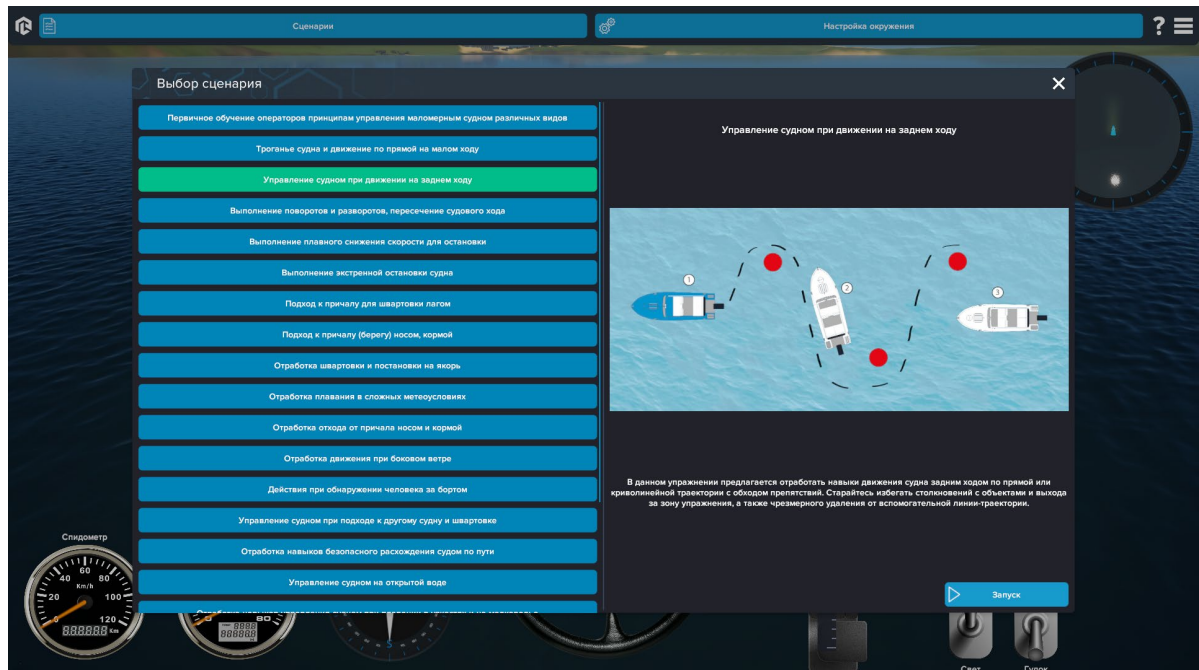 Сценарии
Настройка окружения
?
Выбор сценария
Первичное обучение операторов принципам управления маломерным судном различных видов
Троганье судна и движение по прямой на малом ходу
Управление судном при движении на заднем ходу
Выполнение поворотов и разворотов, пересечение судового хода
Выполнение плавного снижения скорости для остановки
Выполнение экстренной остановки судна
Подход к причалу для швартовки лагом
Подход к причалу (берегу) носом, кормой
Отработка швартовки и постановки на якорь
Отработка плавания в сложных метеоусловиях
Отработка отхода от причала носом и кормой
Отработка движения при боковом ветре
Действия при обнаружении человека за бортом
Управление судном при подходе к другому судну и швартовке
Отработка навыков безопасного расхождения судом по пути
Управление судном на открытой воде
Управление судном при движении на заднем ходу
1
2
3
В данном упражнении предлагается отработать навыки движения судна задним ходом по прямой или
криволинейной траектории с обходом препятствий. Старайтесь избегать столкновений с объектами и выхода
за зону упражнения, а также чрезмерного удаления от вспомогательной линии-траектории.
Запуск
Спидометр
0 20 40 60 80 100 120
Km/h
Km
80
S
Свет
Гудок